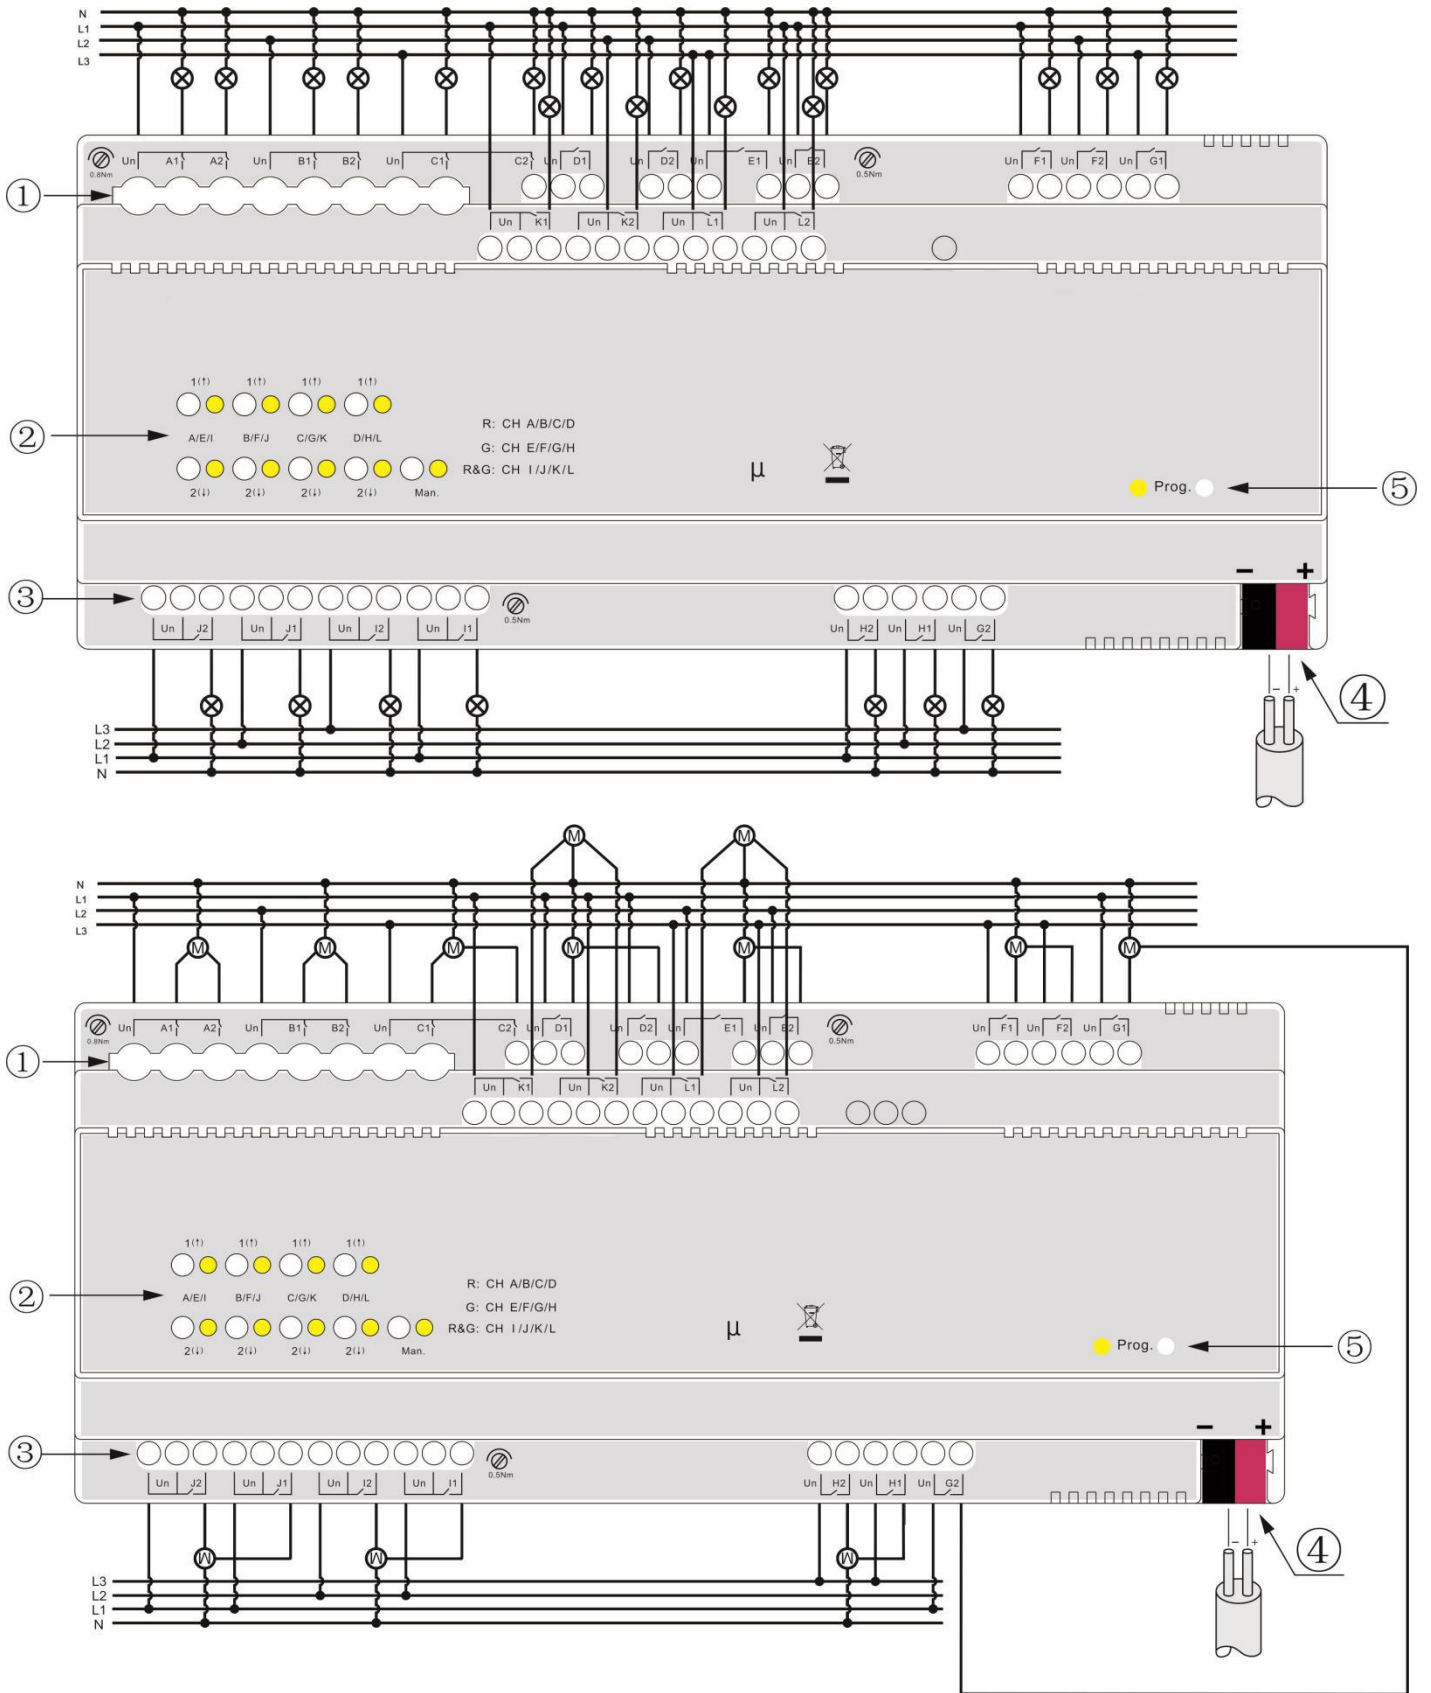 N
L1
L2
L3
0.8Nm
Un A1 A2 Un B1 B2 Un C1 C2 Un D1 Un D2 Un E1 Un E2 0.5Nm Un F1 Un F2 Un G1
①
Un K1 Un K2 Un L1 Un L2
1(↑) 1(↑) 1(↑) 1(↑)
②
A/E/I B/F/J C/G/K D/H/L
R: CH A/B/C/D
G: CH E/F/G/H
R&G: CH I/J/K/L
2(↓) 2(↓) 2(↓) 2(↓) Man.
μ
Prog.
⑤
- +
③
0.5Nm
Un J2 Un J1 Un I2 Un I1 Un H2 Un H1 Un G2
- +
④
L3
L2
L1
N
M M
N
L1
L2
L3
M M M M M M M
0.8Nm
Un A1 A2 Un B1 B2 Un C1 C2 Un D1 Un D2 Un E1 Un E2 0.5Nm Un F1 Un F2 Un G1
①
Un K1 Un K2 Un L1 Un L2
1(↑) 1(↑) 1(↑) 1(↑)
②
A/E/I B/F/J C/G/K D/H/L
R: CH A/B/C/D
G: CH E/F/G/H
R&G: CH I/J/K/L
2(↓) 2(↓) 2(↓) 2(↓) Man.
μ
Prog.
⑤
- +
③
0.5Nm
Un J2 Un J1 Un I2 Un I1 Un H2 Un H1 Un G2
- +
④
M M M
L3
L2
L1
N